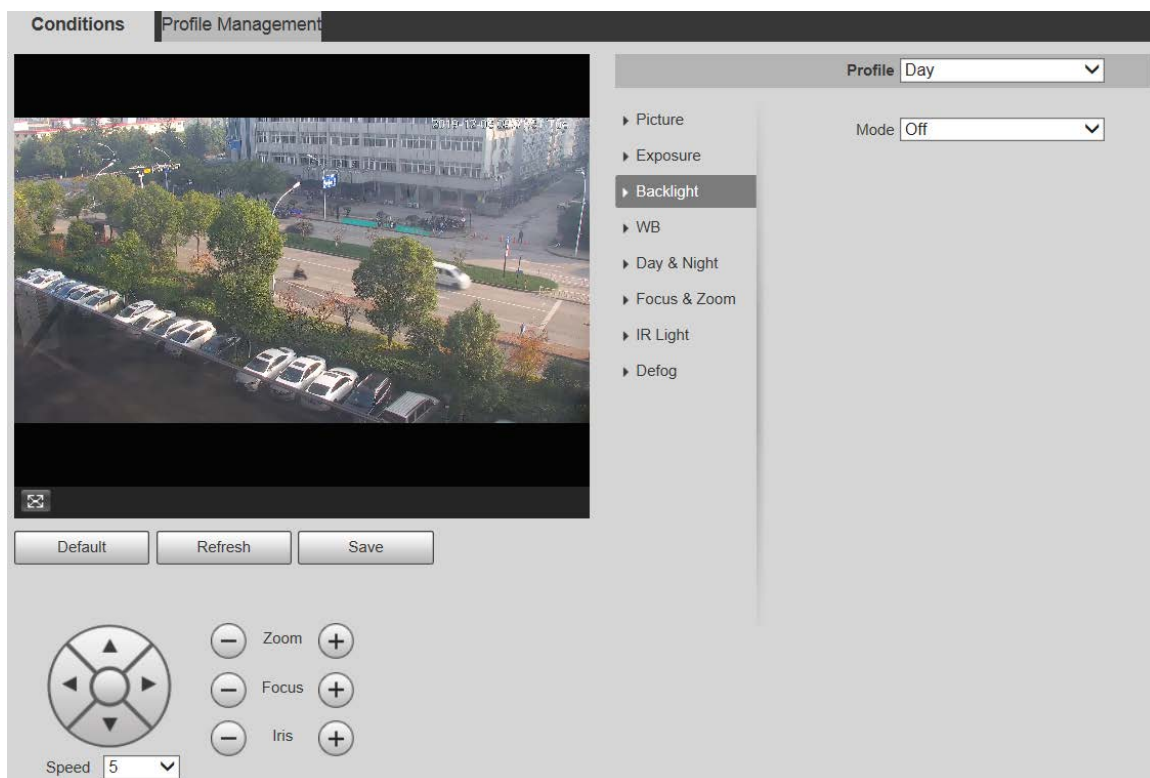 Conditions Profile Management
Profile Day
Picture
Mode Off
Exposure
Backlight
WB
Day & Night
Focus & Zoom
IR Light
Defog
Default Refresh Save
Zoom
Focus
Iris
Speed 5